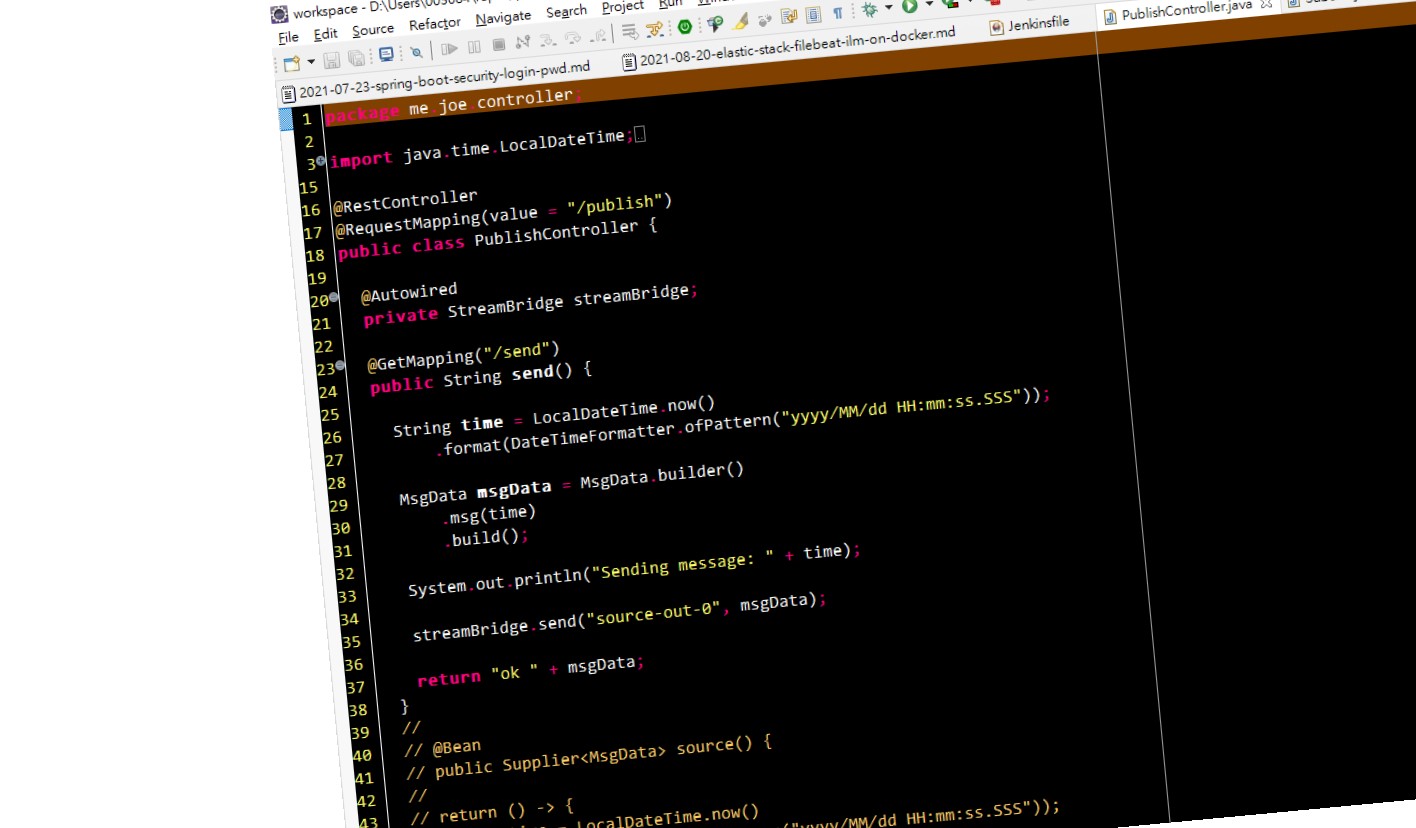 workspace - D:\Users\
File Edit Source Refactor Navigate Search Project Run
2021-07-23-spring-boot-security-login-pwd.md 2021-08-20-elastic-stack-filebeat-ilm-on-docker.md Jenkinsfile PublishController.java
1 package me.joe.controller;
2
3 import java.time.LocalDateTime;
15
16 @RestController
17 @RequestMapping(value = "/publish")
18 public class PublishController {
19
20 @Autowired
21 private StreamBridge streamBridge;
22
23 @GetMapping("/send")
24 public String send() {
25
26 String time = LocalDateTime.now()
27 .format(DateTimeFormatter.ofPattern("yyyy/MM/dd HH:mm:ss.SSS"));
28
29 MsgData msgData = MsgData.builder()
30 .msg(time)
31 .build();
32
33 System.out.println("Sending message: " + time);
34
35 streamBridge.send("source-out-0", msgData);
36
37 return "ok " + msgData;
38 }
39 //
40 // @Bean
41 // public Supplier<MsgData> source() {
42 //
43 // return () -> {
= LocalDateTime.now()
("yyyy/MM/dd HH:mm:ss.SSS"));